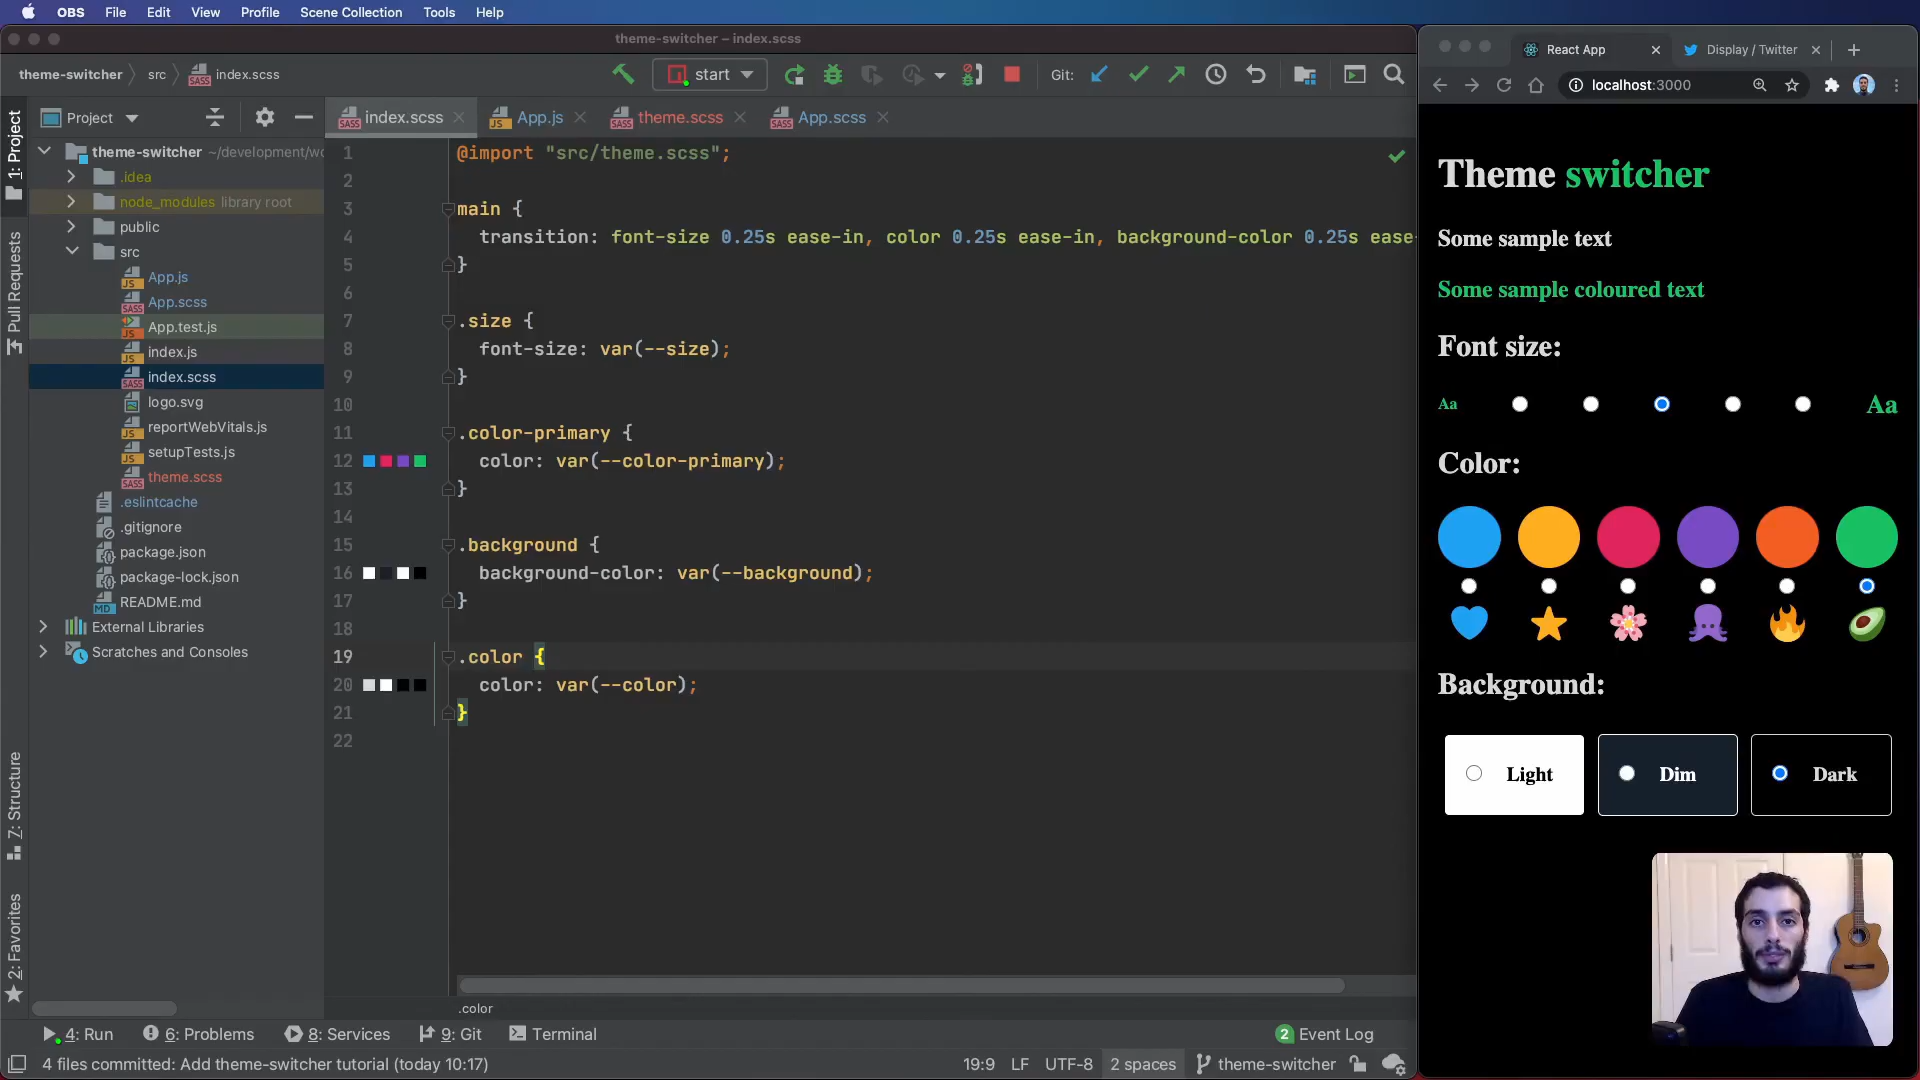 OBS File Edit View Profile Scene Collection Tools Help
theme-switcher – index.scss
theme-switcher src index.scss
start
Git:
Project
index.scss
App.js
theme.scss
App.scss
1: Project
Pull Requests
7: Structure
2: Favorites
theme-switcher ~/development/wo
.idea
node_modules library root
public
src
App.js
App.scss
App.test.js
index.js
index.scss
logo.svg
reportWebVitals.js
setupTests.js
theme.scss
.eslintcache
.gitignore
package.json
package-lock.json
README.md
External Libraries
Scratches and Consoles
1 @import "src/theme.scss";
2
3 main {
4 transition: font-size 0.25s ease-in, color 0.25s ease-in, background-color 0.25s ease-
5 }
6
7 .size {
8 font-size: var(--size);
9 }
10
11 .color-primary {
12 color: var(--color-primary);
13 }
14
15 .background {
16 background-color: var(--background);
17 }
18
19 .color {
20 color: var(--color);
21 }
22
.color
4: Run 6: Problems 8: Services 9: Git Terminal
2 Event Log
4 files committed: Add theme-switcher tutorial (today 10:17)
19:9 LF UTF-8 2 spaces theme-switcher
React App
Display / Twitter
localhost:3000
Theme switcher
Some sample text
Some sample coloured text
Font size:
Aa
Aa
Color:
Background:
Light
Dim
Dark